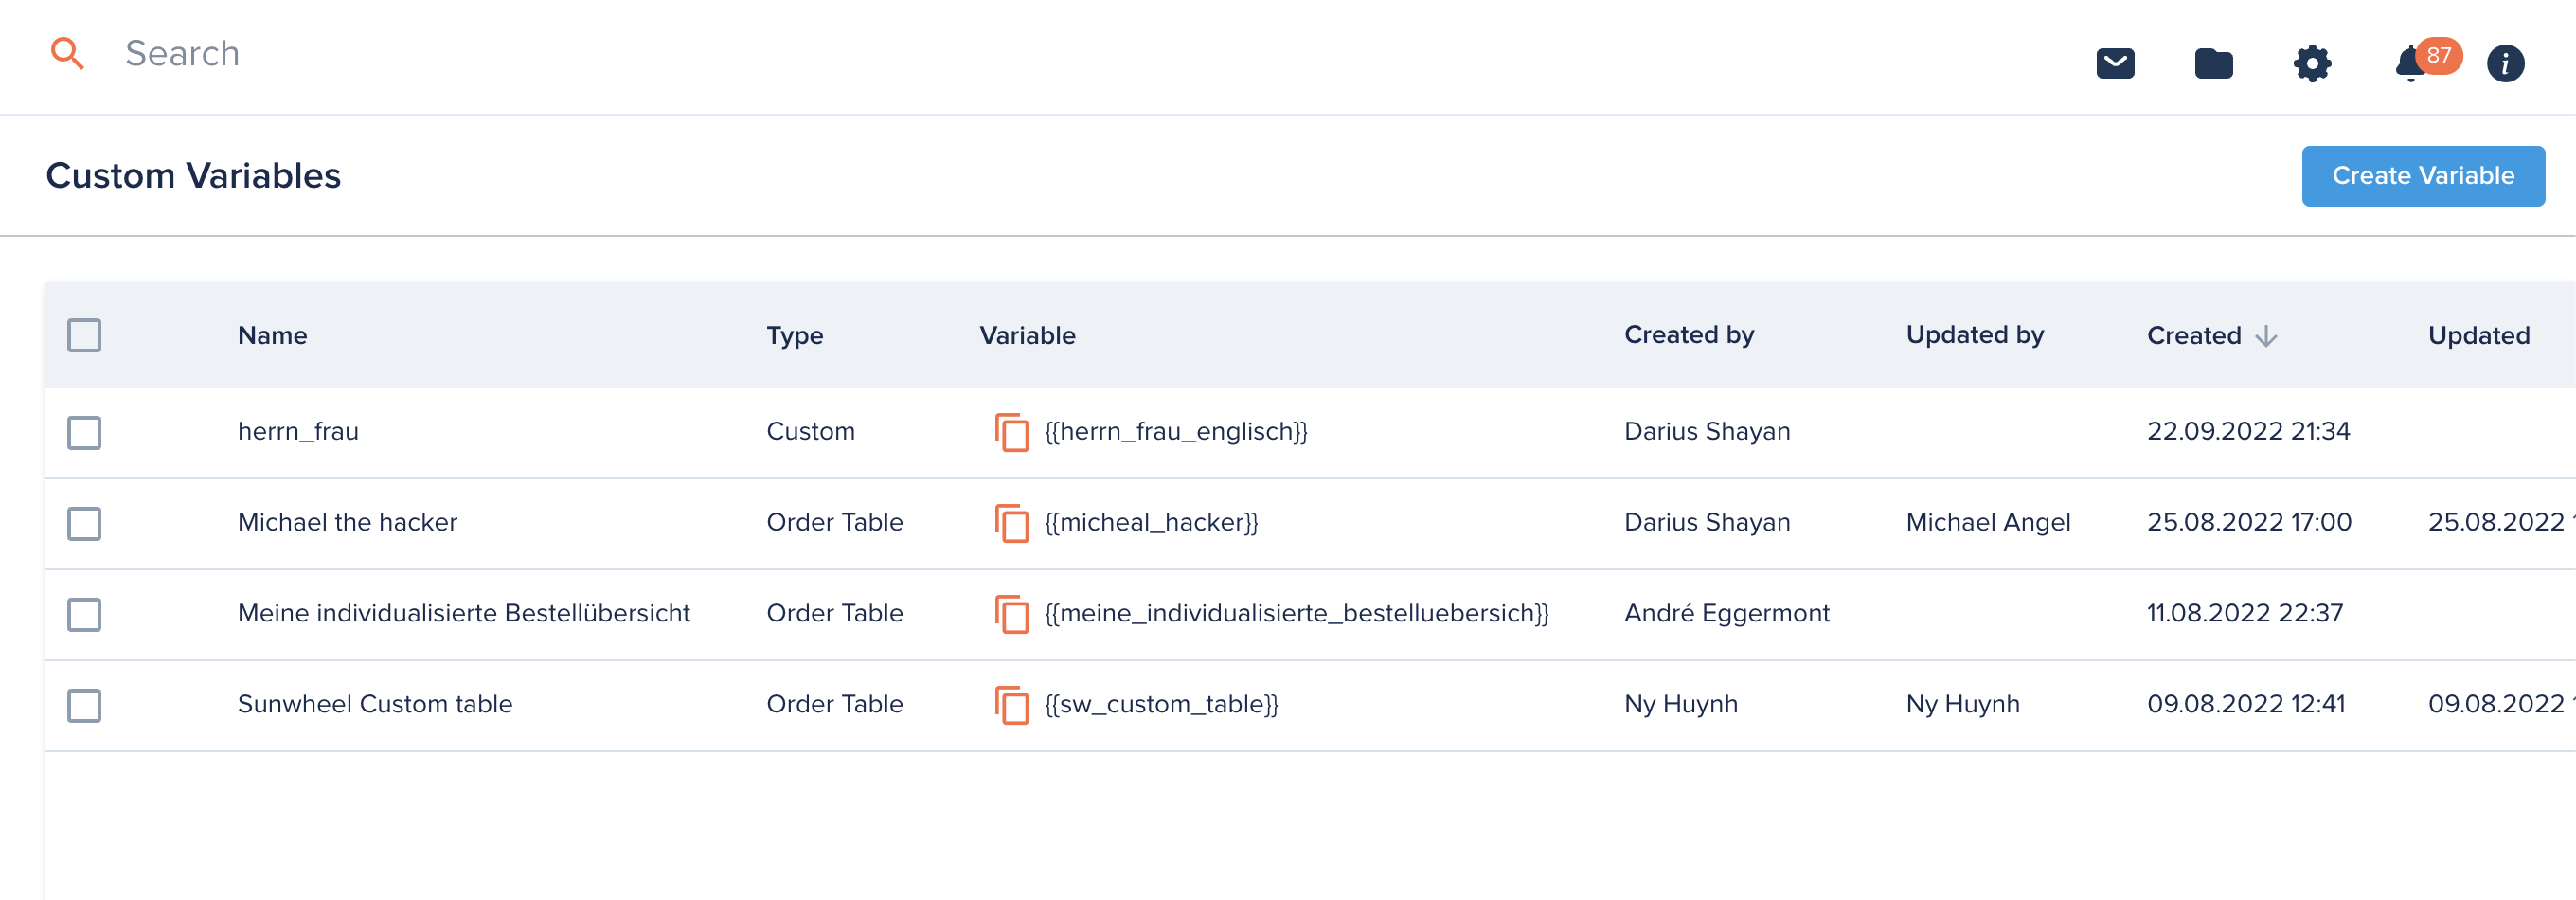 Search
87
i
Custom Variables
Create Variable
Name Type Variable Created by Updated by Created Updated
herrn_frau Custom {{herrn_frau_englisch}} Darius Shayan 22.09.2022 21:34
Michael the hacker Order Table {{micheal_hacker}} Darius Shayan Michael Angel 25.08.2022 17:00 25.08.2022
Meine individualisierte Bestellübersicht Order Table {{meine_individualisierte_bestelluebersich}} André Eggermont 11.08.2022 22:37
Sunwheel Custom table Order Table {{sw_custom_table}} Ny Huynh Ny Huynh 09.08.2022 12:41 09.08.2022